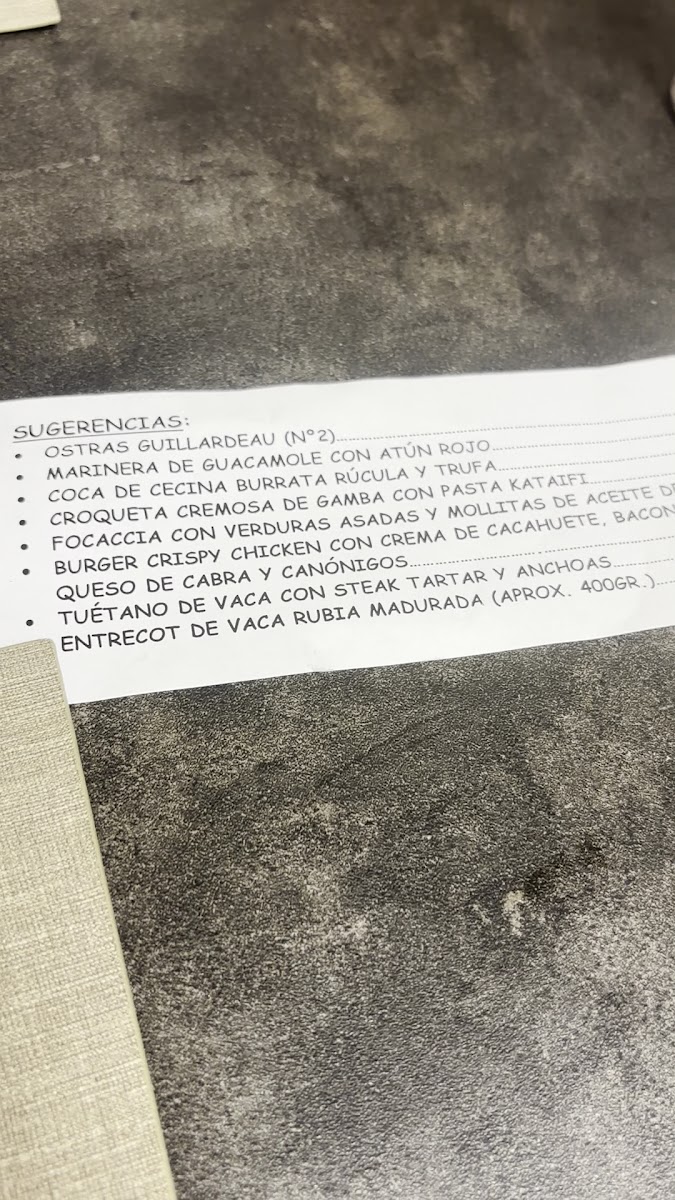 SUGERENCIAS:
• OSTRAS GUILLARDEAU (Nº2)........................
• MARINERA DE GUACAMOLE CON ATÚN ROJO........................
• COCA DE CECINA BURRATA RÚCULA Y TRUFA........................
• CROQUETA CREMOSA DE GAMBA CON PASTA KATAIFI........................
• FOCACCIA CON VERDURAS ASADAS Y MOLLITAS DE ACEITE DE
• BURGER CRISPY CHICKEN CON CREMA DE CACAHUETE, BACON
QUESO DE CABRA Y CANÓNIGOS........................
• TUÉTANO DE VACA CON STEAK TARTAR Y ANCHOAS........................
ENTRECOT DE VACA RUBIA MADURADA (APROX. 400GR.)......